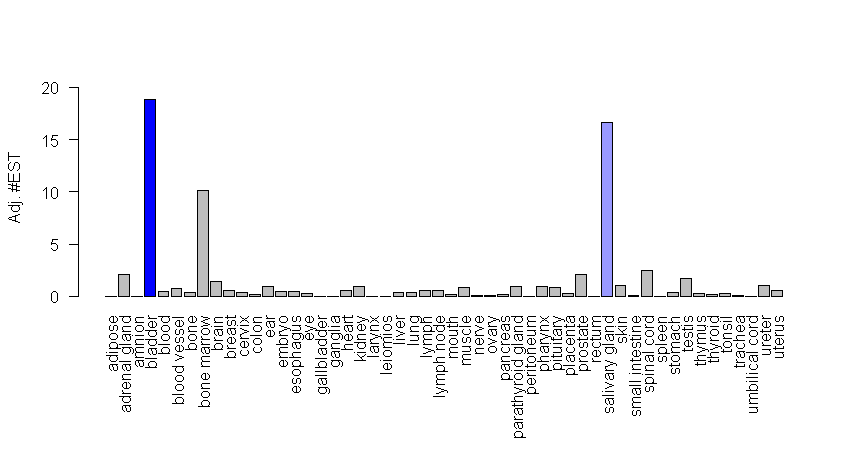 Adj. #EST
20
15
10
5
0
adipose
adrenal gland
amnion
bladder
blood
blood vessel
bone
bone marrow
brain
breast
cervix
colon
ear
embryo
esophagus
eye
gallbladder
ganglia
heart
kidney
larynx
leiomios
liver
lung
lymph
lymph node
mouth
muscle
nerve
ovary
pancreas
parathyroid gland
peritoneum
pharynx
pituitary
placenta
prostate
rectum
salivary gland
skin
small intestine
spinal cord
spleen
stomach
testis
thymus
thyroid
tonsil
trachea
umbilical cord
ureter
uterus